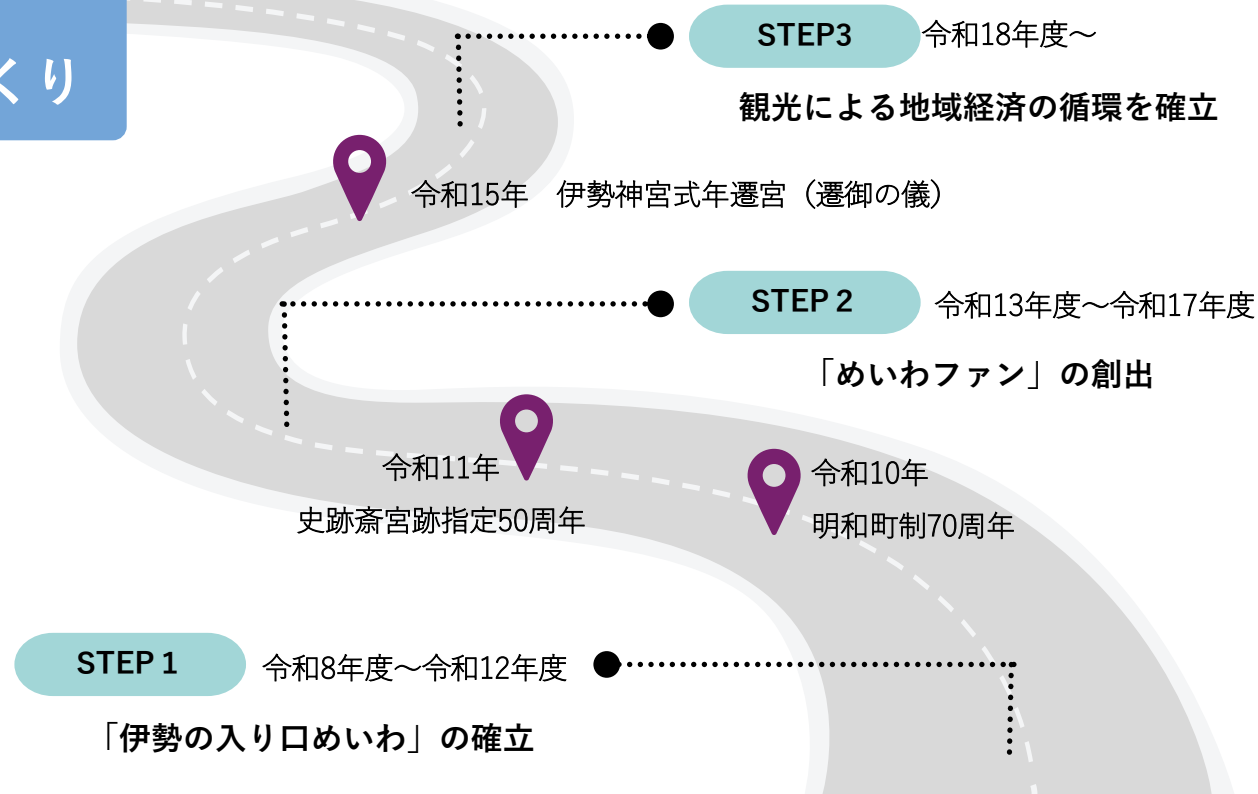 くり
STEP3 令和18年度～
観光による地域経済の循環を確立
令和15年　伊勢神宮式年遷宮（遷御の儀）
STEP 2 令和13年度～令和17年度
「めいわファン」の創出
令和11年
史跡斎宮跡指定50周年
令和10年
明和町制70周年
STEP 1 令和8年度～令和12年度
「伊勢の入り口めいわ」の確立